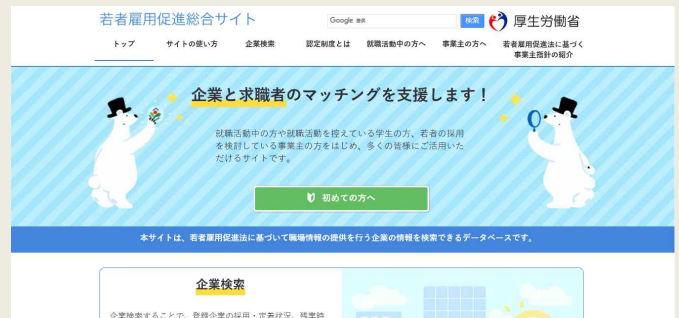 若者雇用促進総合サイト
Google 提供
検索
厚生労働省
トップ
サイトの使い方
企業検索
認定制度とは
就職活動中の方へ
事業主の方へ
若者雇用促進法に基づく
事業主指針の紹介
企業と求職者のマッチングを支援します！
就職活動中の方や就職活動を控えている学生の方、若者の採用
を検討している事業主の方をはじめ、多くの皆様にご活用いた
だけるサイトです。
初めての方へ
本サイトは、若者雇用促進法に基づいて職場情報の提供を行う企業の情報を検索できるデータベースです。
企業検索
企業検索することで、登録企業の採用・定着状況、残業時